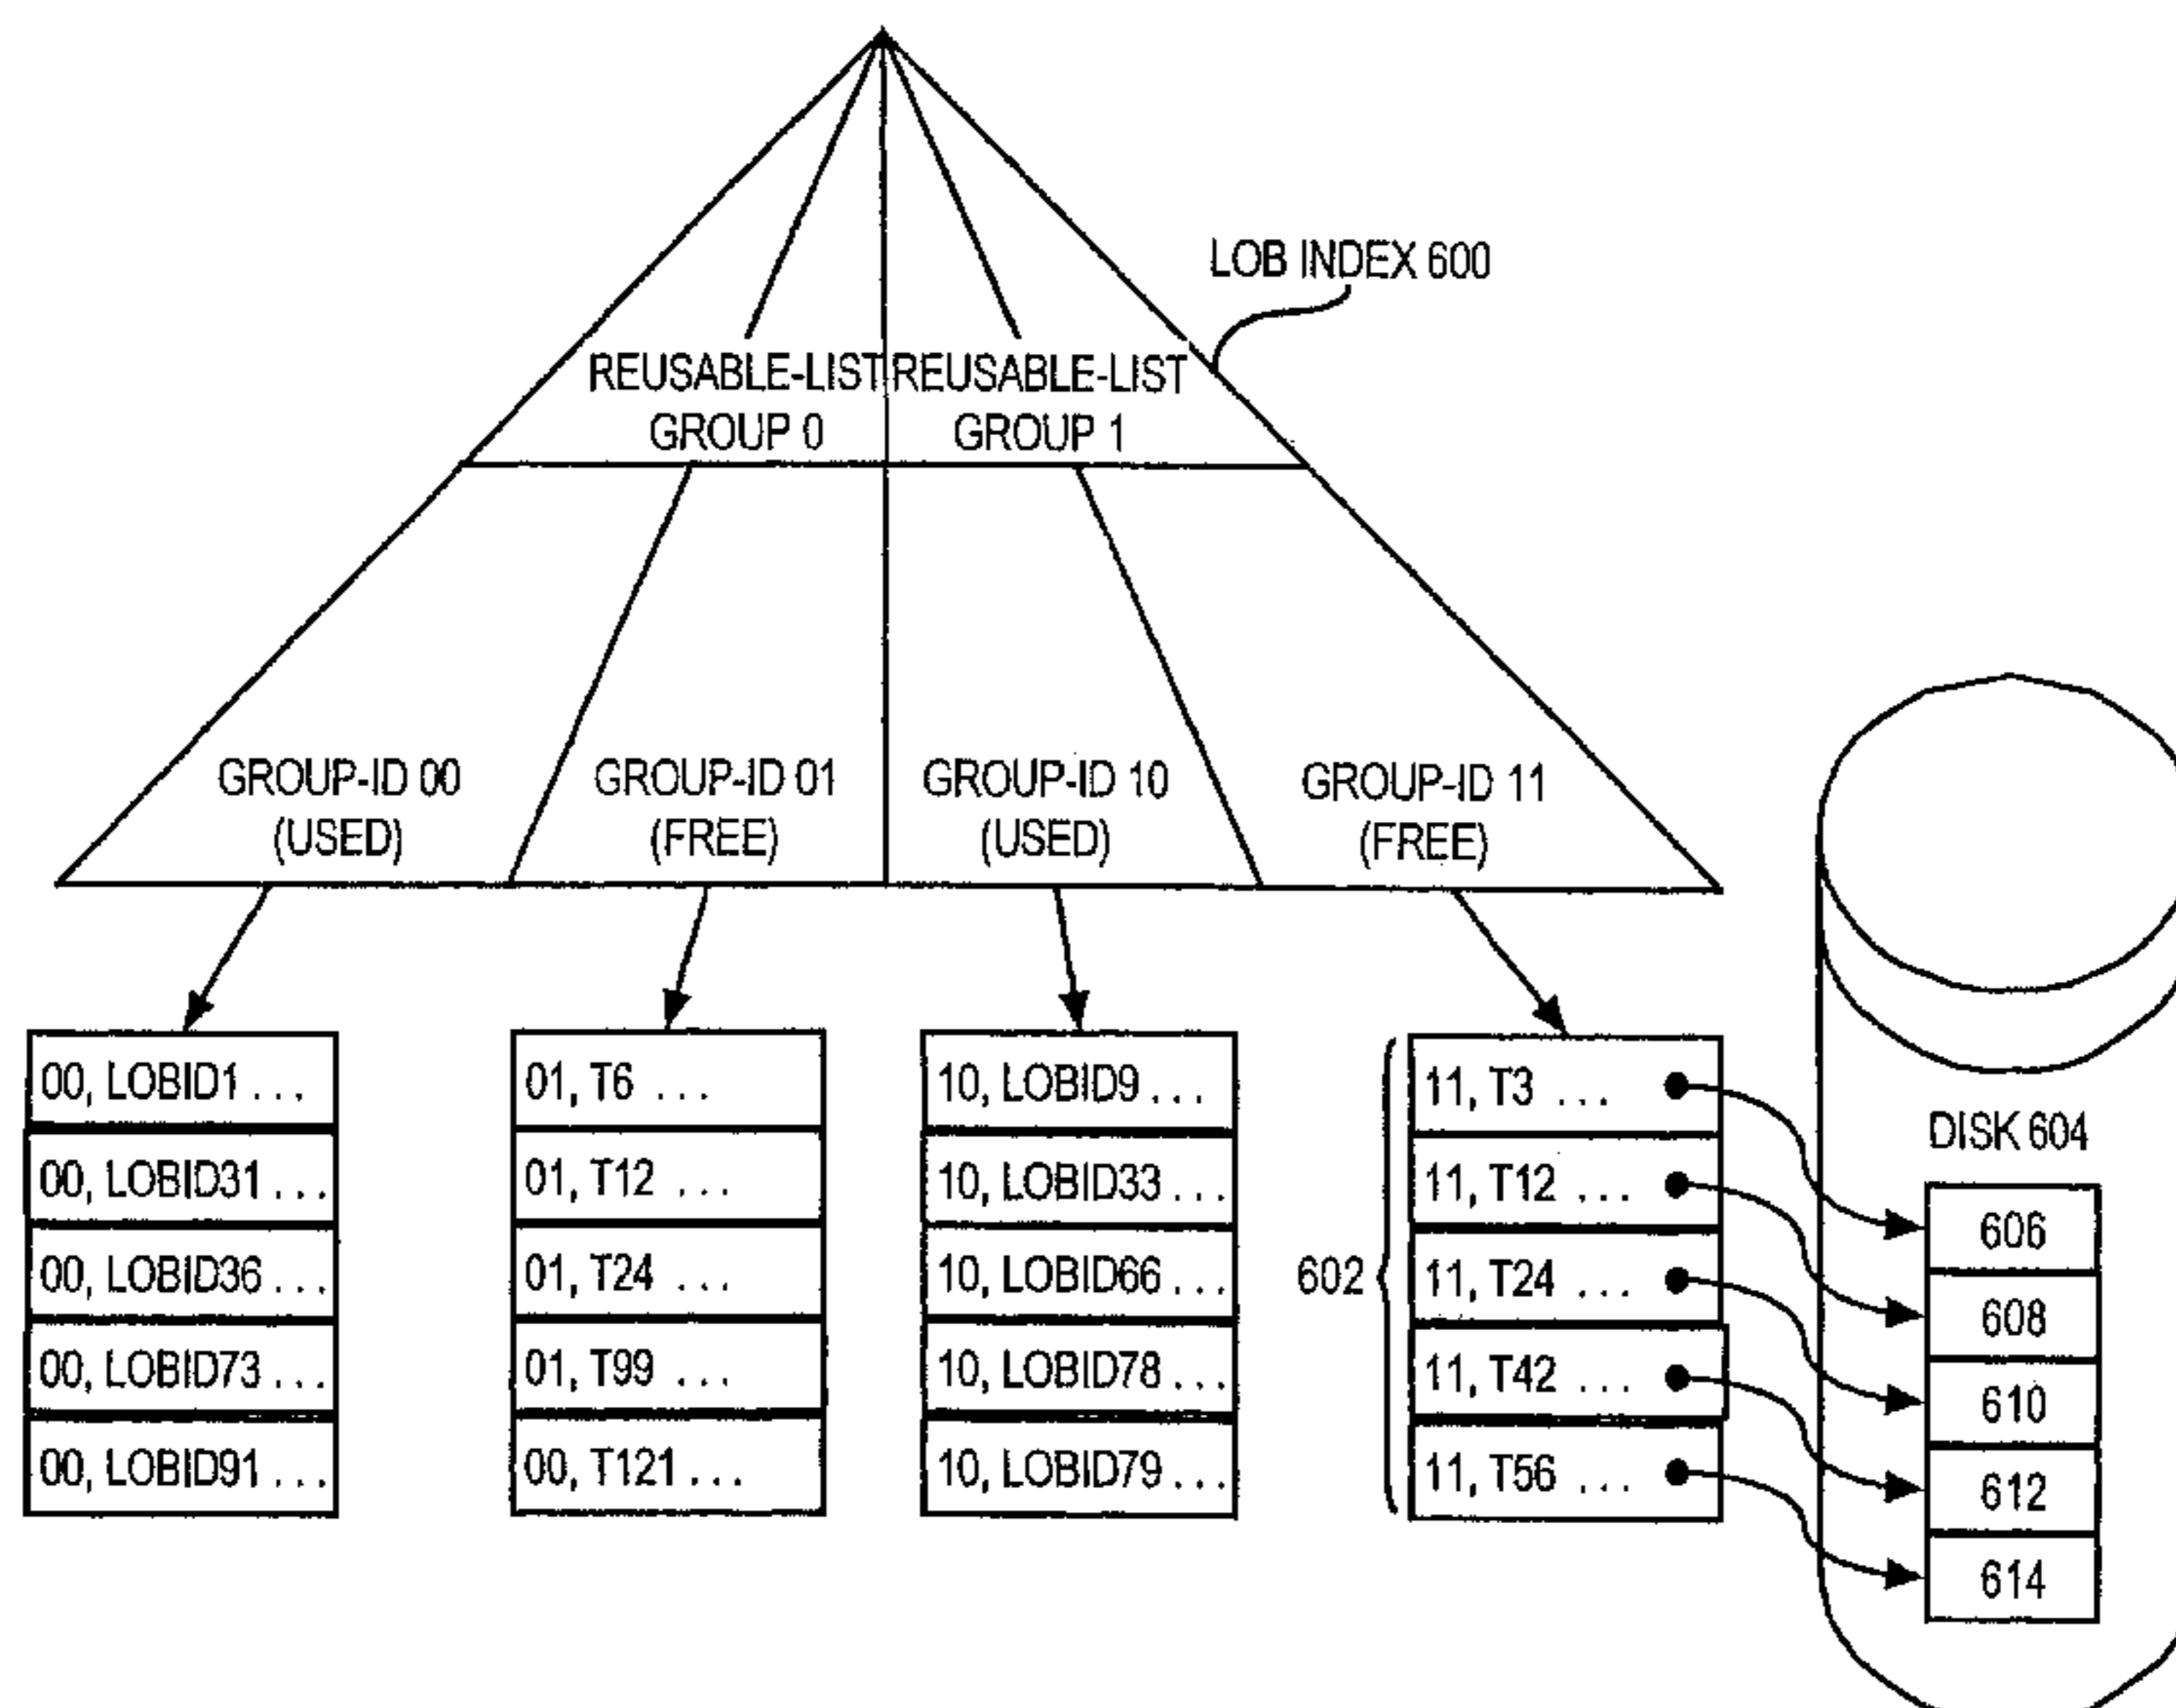 LOB INDEX 600
REUSABLE-LIST
GROUP 0
REUSABLE-LIST
GROUP 1
GROUP-ID 00
(USED)
GROUP-ID 01
(FREE)
GROUP-ID 10
(USED)
GROUP-ID 11
(FREE)
00, LOBID1 . . .
00, LOBID31 . . .
00, LOBID36 . . .
00, LOBID73 . . .
00, LOBID91 . . .
01, T6 . . .
01, T12 . . .
01, T24 . . .
01, T99 . . .
00, T121 . . .
10, LOBID9 . . .
10, LOBID33 . . .
10, LOBID66 . . .
10, LOBID78 . . .
10, LOBID79 . . .
602
11, T3 . . .
11, T12 . . .
11, T24 . . .
11, T42 . . .
11, T56 . . .
DISK 604
606
608
610
612
614